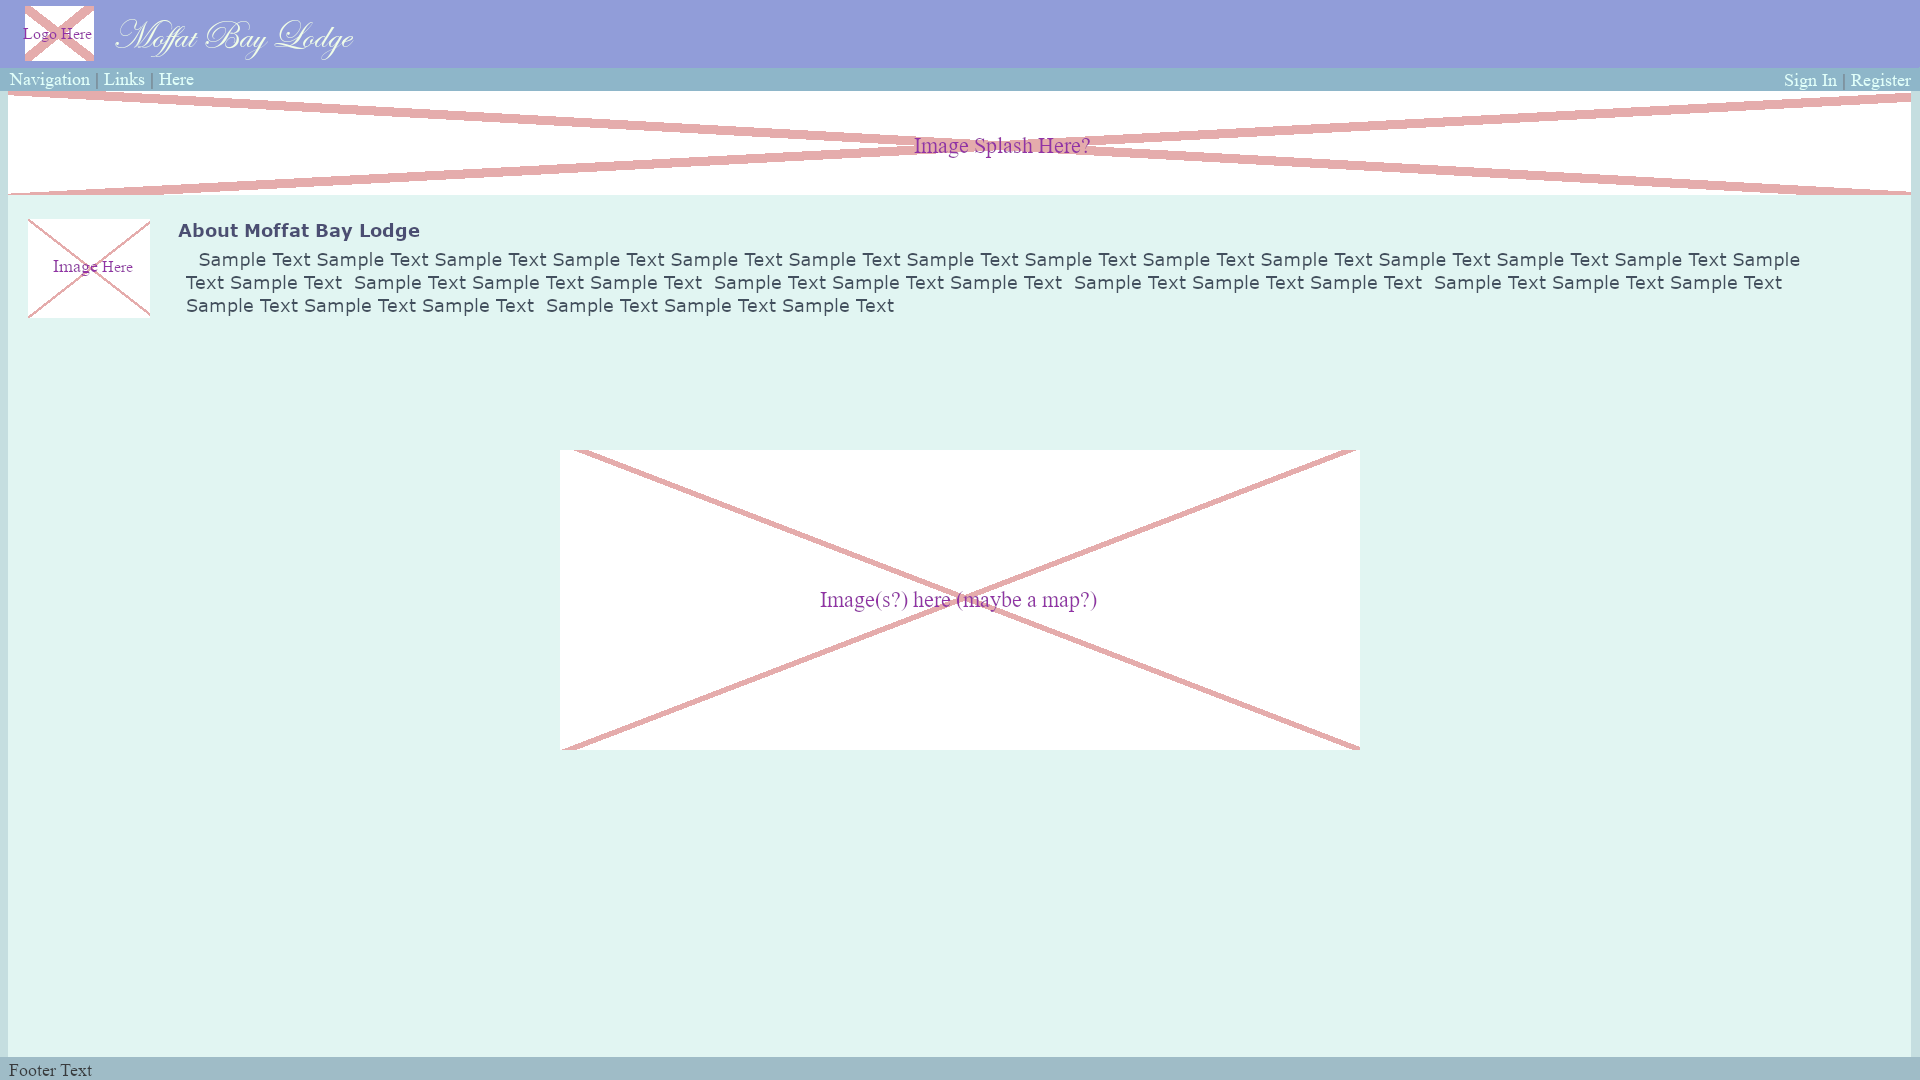 Logo Here
Moffat Bay Lodge
Navigation | Links | Here
Sign In | Register
Image Splash Here?
Image Here
About Moffat Bay Lodge
Sample Text Sample Text Sample Text Sample Text Sample Text Sample Text Sample Text Sample Text Sample Text Sample Text Sample Text Sample Text Sample Text Sample
Text Sample Text  Sample Text Sample Text Sample Text  Sample Text Sample Text Sample Text  Sample Text Sample Text Sample Text  Sample Text Sample Text Sample Text
Sample Text Sample Text Sample Text  Sample Text Sample Text Sample Text
Image(s?) here (maybe a map?)
Footer Text